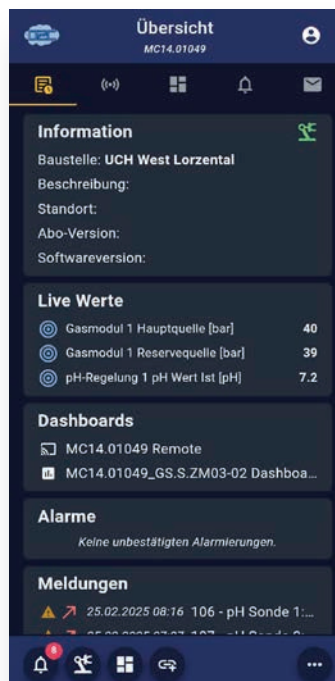 Übersicht
MC14.01049
Information
Baustelle: UCH West Lorzental
Beschreibung:
Standort:
Abo-Version:
Softwareversion:
Live Werte
Gasmodul 1 Hauptquelle [bar] 40
Gasmodul 1 Reservequelle [bar] 39
pH-Regelung 1 pH Wert Ist [pH] 7.2
Dashboards
MC14.01049 Remote
MC14.01049_GS.S.ZM03-02 Dashboa...
Alarme
Keine unbestätigten Alarmierungen.
Meldungen
25.02.2025 08:16 106 - pH Sonde 1:...
8